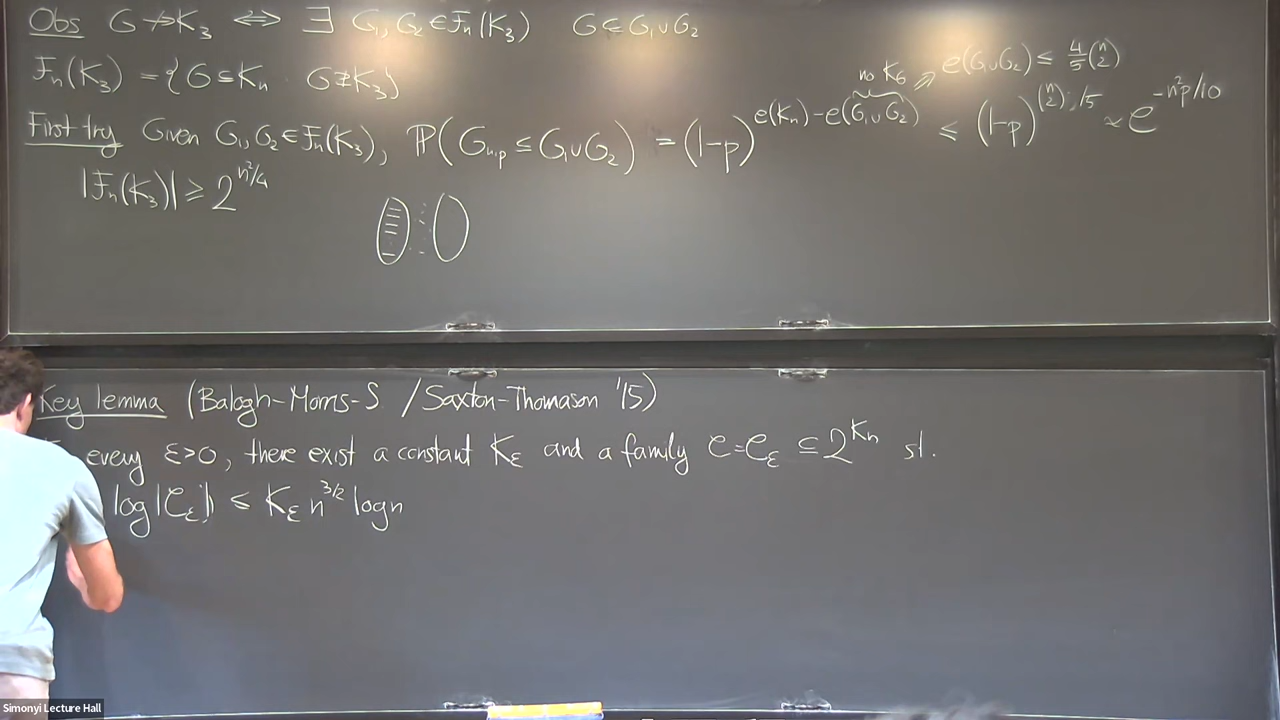 Obs G ↛ K₃ ⟺ ∃ G₁, G₂ ∈ Fₙ(K₃) G ⊆ G₁ ∪ G₂
Fₙ(K₃) = {G ⊆ Kₙ G ⊉ K₃}
no K₆ ⇒ e(G₁∪G₂) ≤ 4/5 (n 2)
First try Given G₁, G₂ ∈ Fₙ(K₃), ℙ(G_{n,p} ⊆ G₁∪G₂) = (1-p)^{e(Kₙ) - e(G₁∪G₂)} ≤ (1-p)^{(n 2)·1/5} ≈ e^{-n²p/10}
|Fₙ(K₃)| ≥ 2^{n²/4}
Key lemma (Balogh-Morris-S / Saxton-Thomason '15)
every ε>0, there exist a constant K_ε and a family C = C_ε ⊆ 2^{Kₙ} st.
log|C_ε| ≤ K_ε n^{3/2} log n
Simonyi Lecture Hall